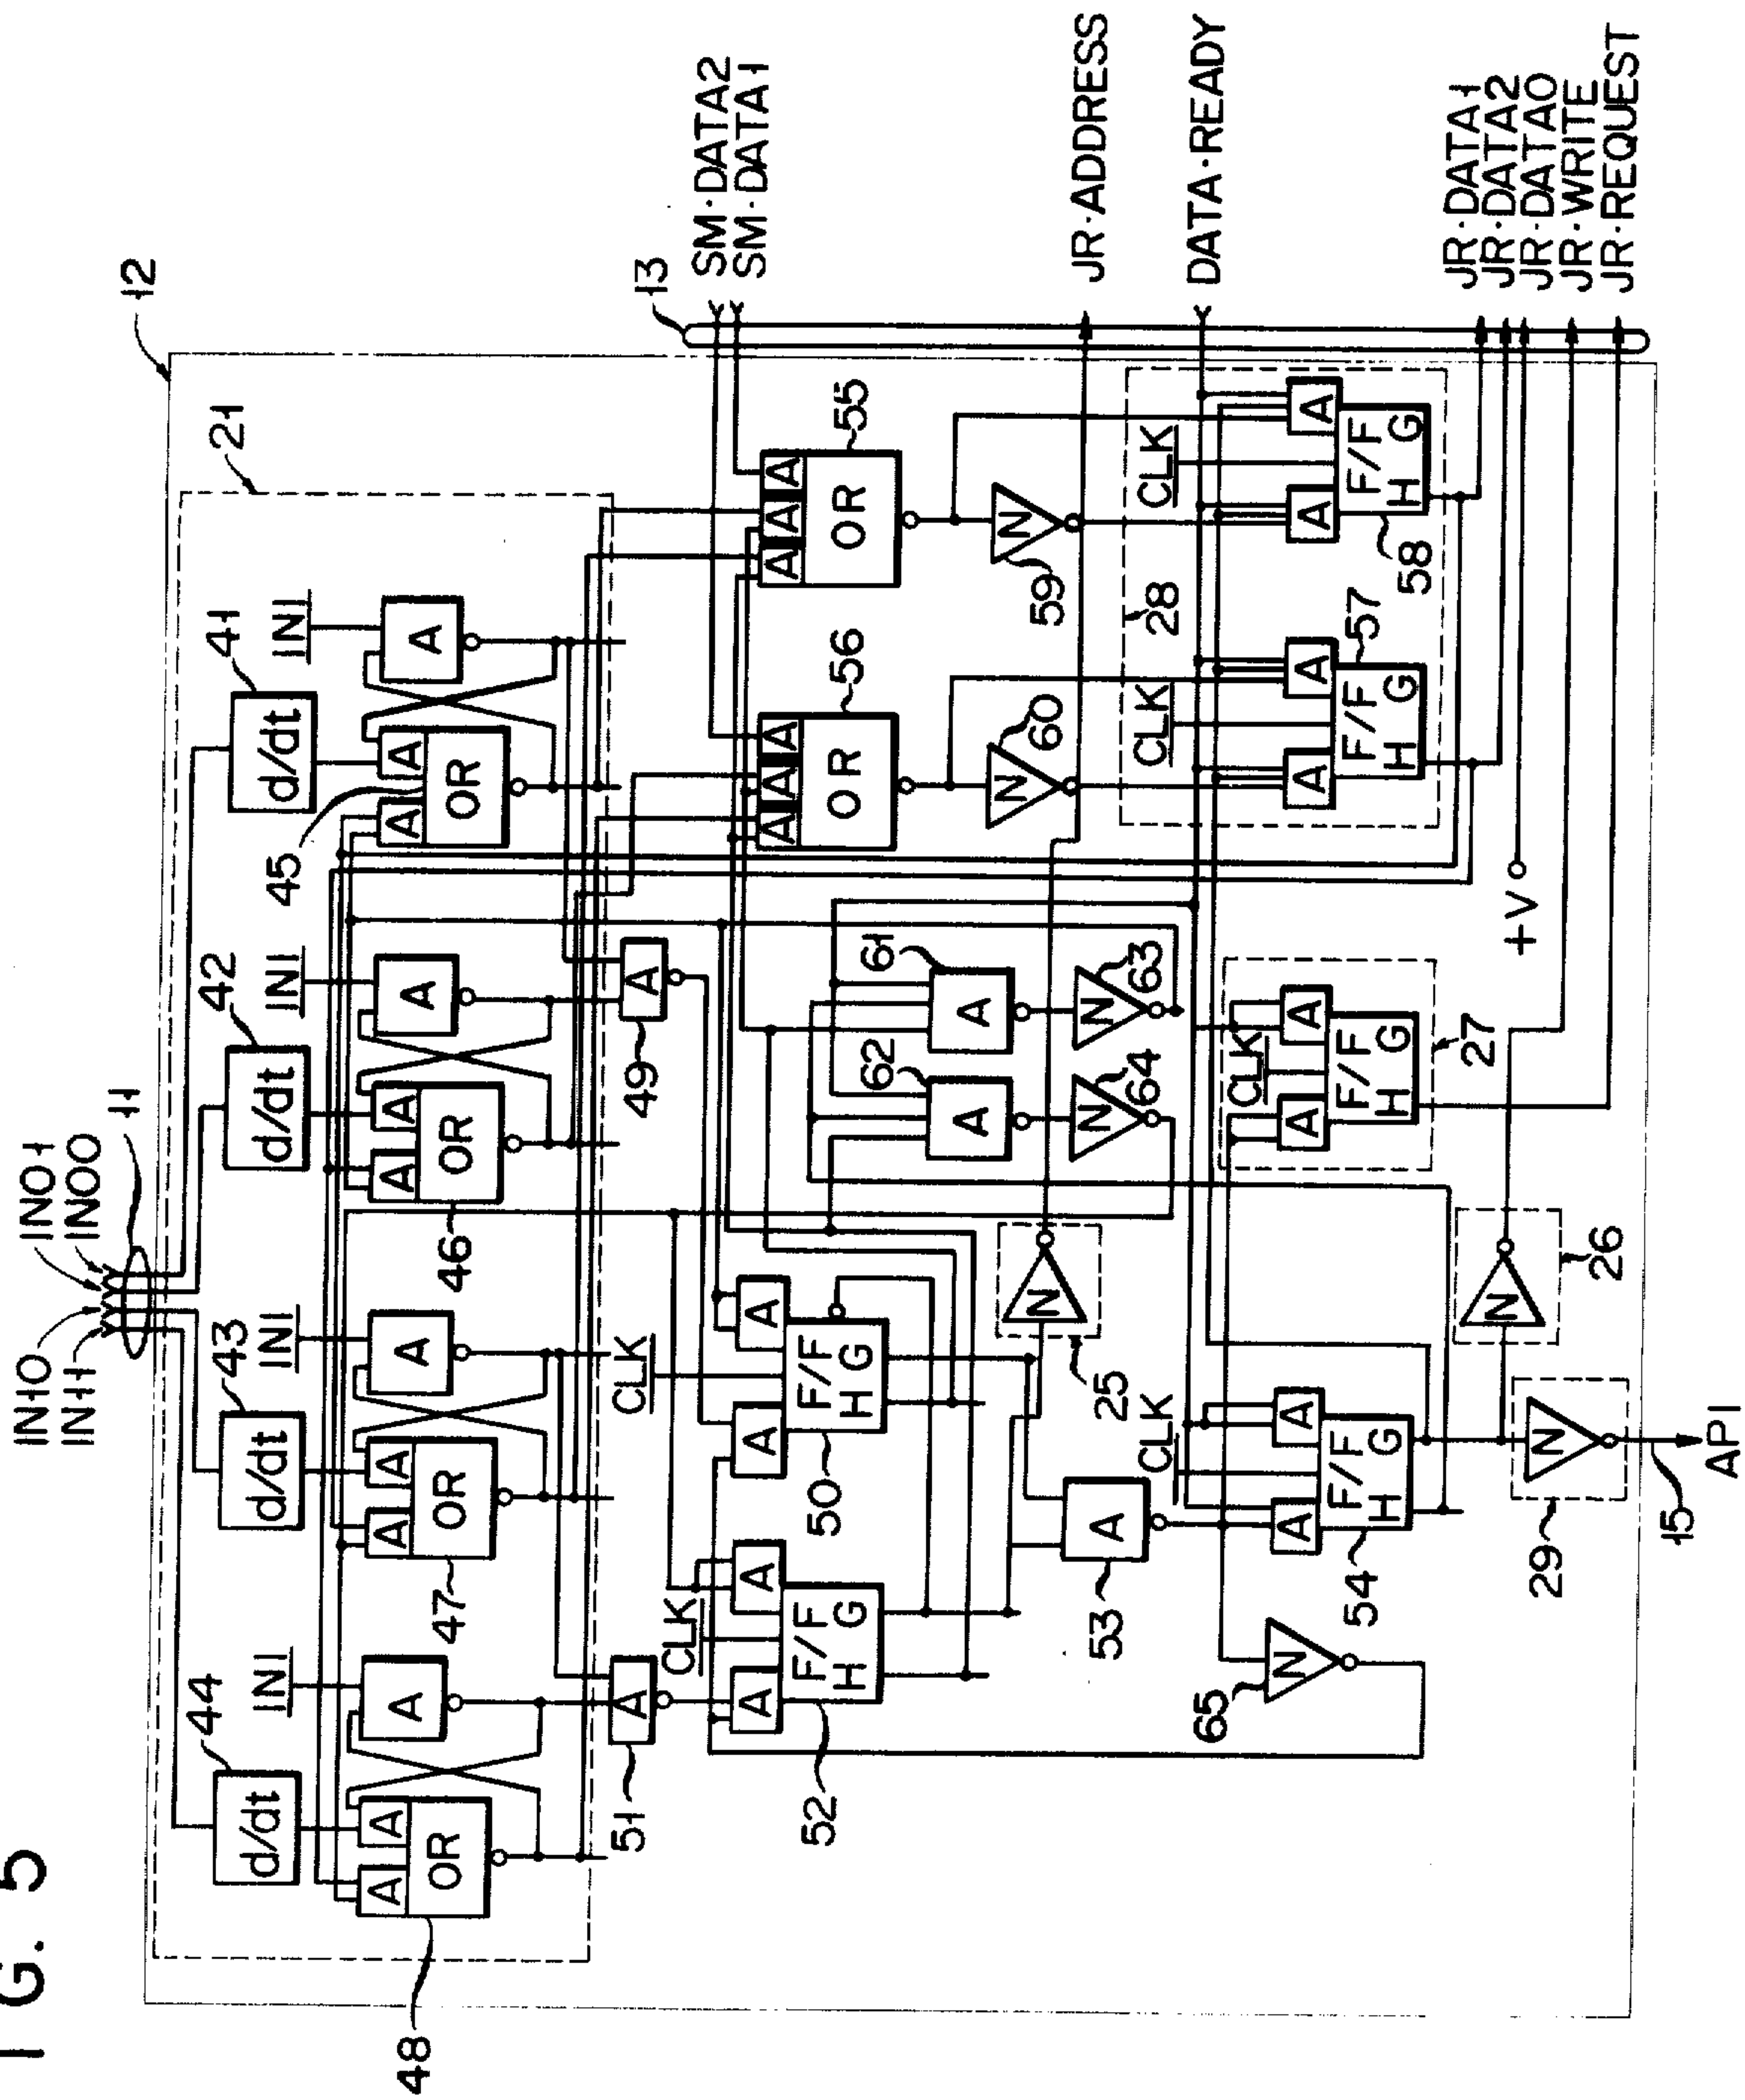 FIG. 5
IN10
IN11
IN01
IN00
11
12
21
44
43
42
41
d/dt
d/dt
d/dt
d/dt
INI
INI
INI
INI
A
A
A
A
A
A
A
A
A
A
A
A
OR
OR
OR
OR
48
47
46
45
13
SM·DATA2
SM·DATA1
51
49
A
A
CLK
CLK
A
A
A
A
F/F
H G
F/F
H G
52
50
A
A
A
A
A
A
OR
OR
56
55
62
61
A
A
N
N
64
63
N
N
60
59
JR·ADDRESS
N
25
53
A
DATA·READY
28
CLK
CLK
CLK
CLK
A
A
A
A
A
A
A
A
F/F
H G
F/F
H G
F/F
H G
F/F
H G
54
27
57
58
65
N
N
26
+V
JR·DATA1
JR·DATA2
JR·DATA0
JR·WRITE
JR·REQUEST
29
N
15
API